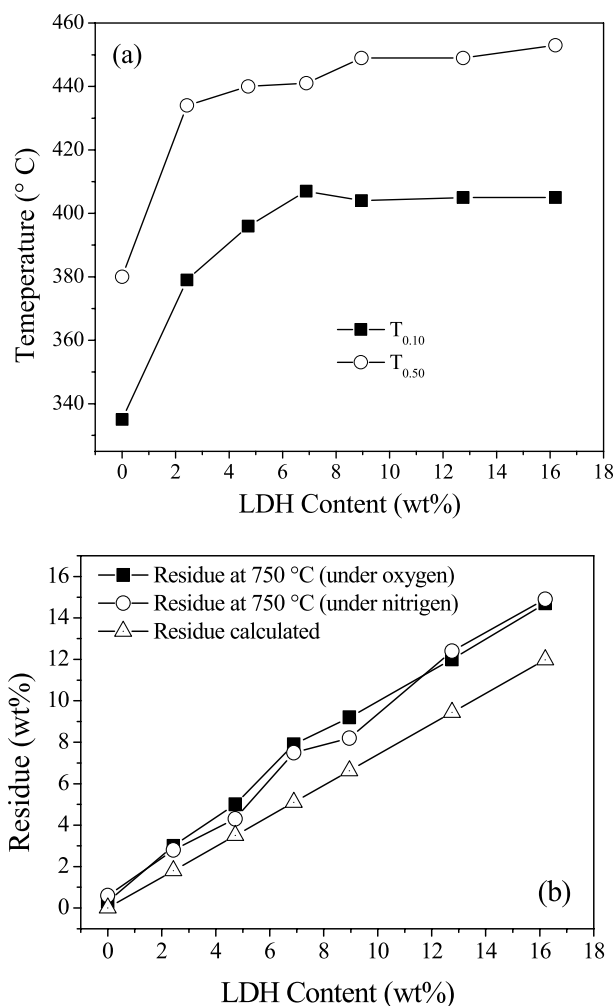 460
(a)
440
420
400
380
360
340
Temeperature (° C)
T0.10
T0.50
0 2 4 6 8 10 12 14 16 18
LDH Content (wt%)
16
14
12
10
8
6
4
2
0
Residue (wt%)
Residue at 750 °C (under oxygen)
Residue at 750 °C (under nitrigen)
Residue calculated
(b)
0 2 4 6 8 10 12 14 16 18
LDH Content (wt%)